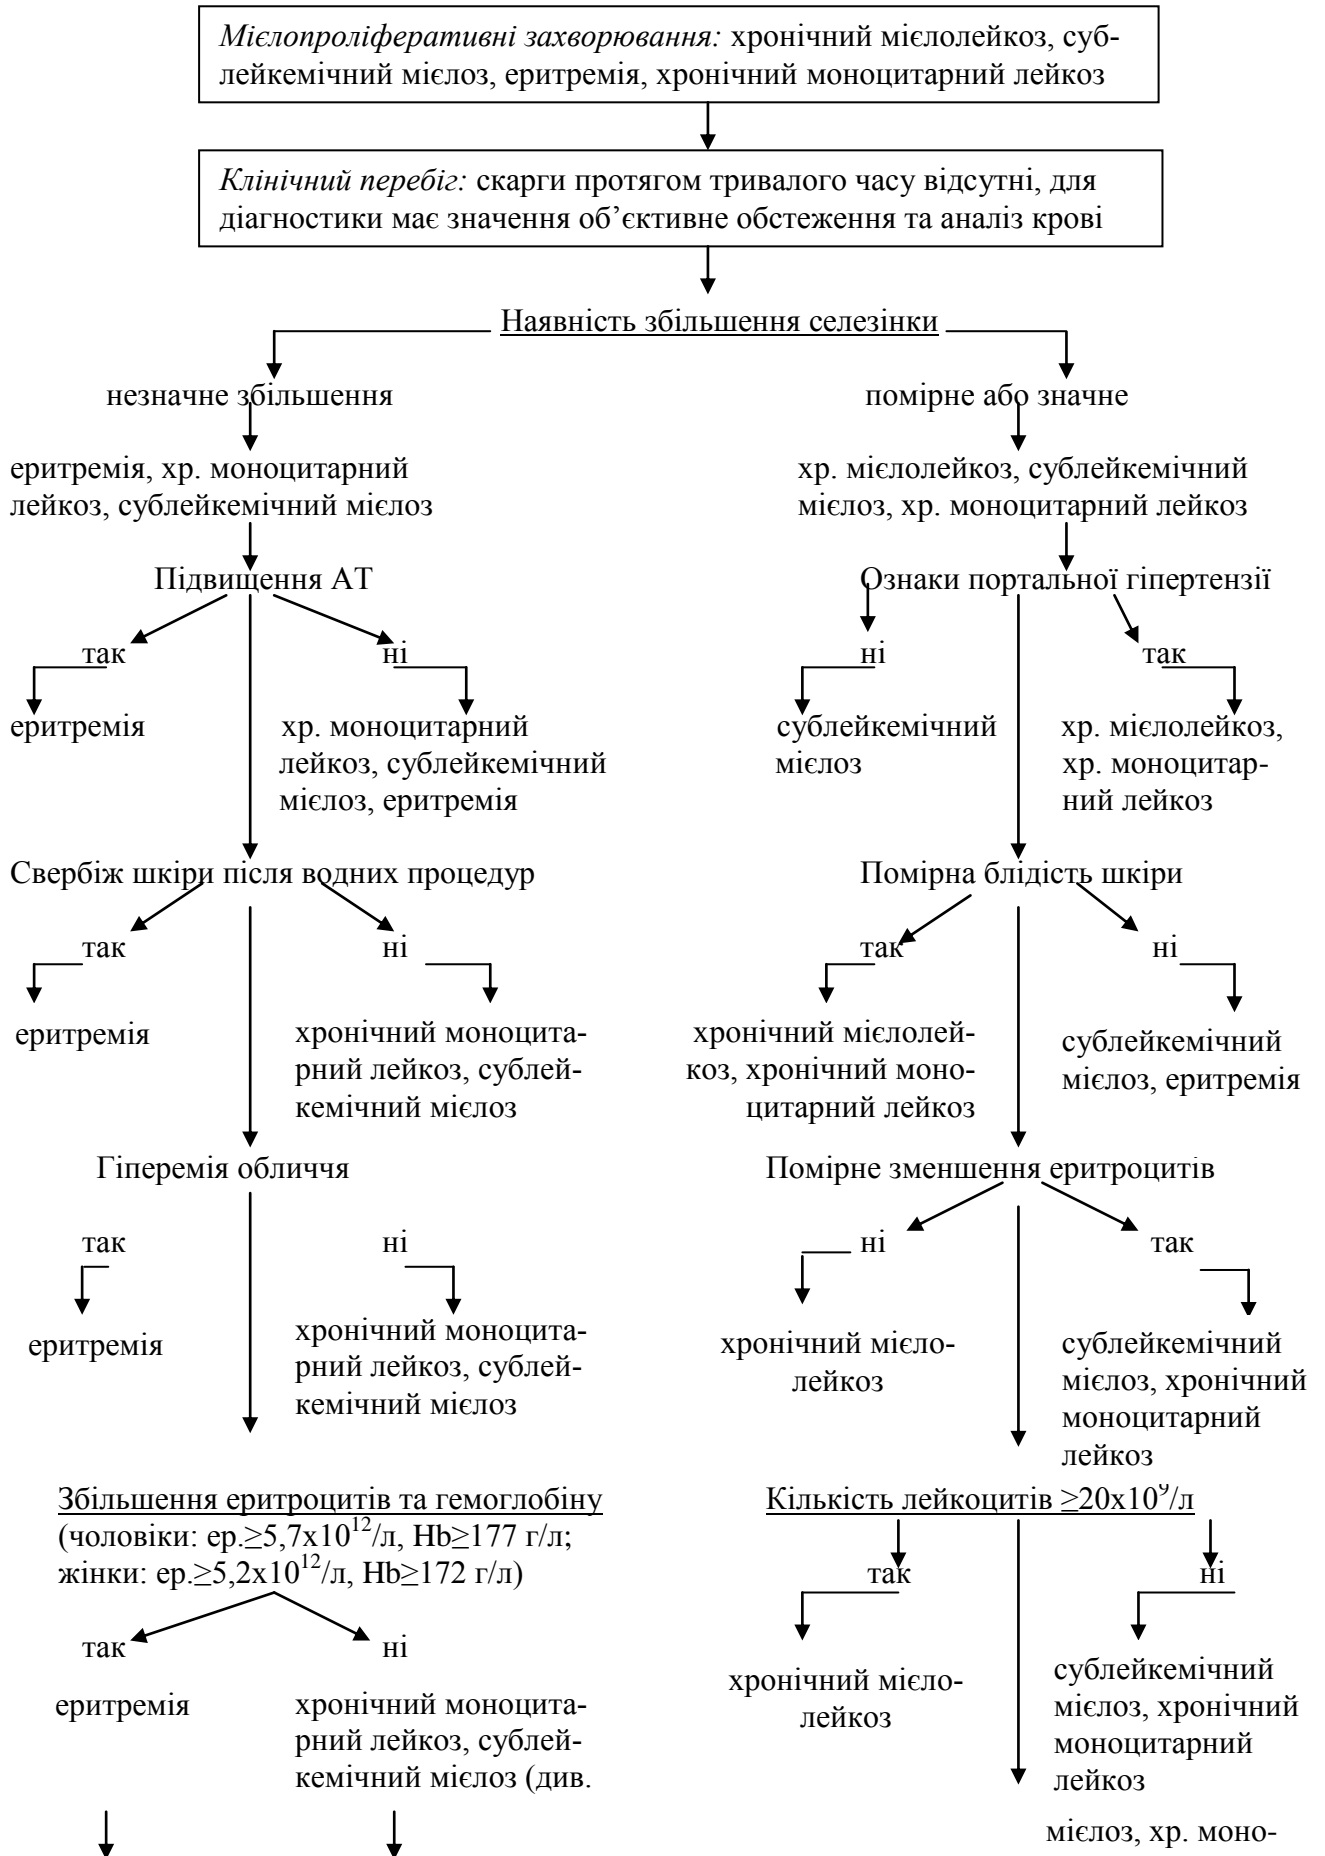 Мієлопроліферативні захворювання: хронічний мієлолейкоз, суб-
лейкемічний мієлоз, еритремія, хронічний моноцитарний лейкоз
Клінічний перебіг: скарги протягом тривалого часу відсутні, для
діагностики має значення об’єктивне обстеження та аналіз крові
Наявність збільшення селезінки
незначне збільшення
помірне або значне
еритремія, хр. моноцитарний
лейкоз, сублейкемічний мієлоз
хр. мієлолейкоз, сублейкемічний
мієлоз, хр. моноцитарний лейкоз
Підвищення АТ
Ознаки портальної гіпертензії
так
ні
ні
так
еритремія
хр. моноцитарний
лейкоз, сублейкемічний
мієлоз, еритремія
сублейкемічний
мієлоз
хр. мієлолейкоз,
хр. моноцитар-
ний лейкоз
Свербіж шкіри після водних процедур
Помірна блідість шкіри
так
ні
так
ні
еритремія
хронічний моноцита-
рний лейкоз, сублей-
кемічний мієлоз
хронічний мієлолей-
коз, хронічний моно-
цитарний лейкоз
сублейкемічний
мієлоз, еритремія
Гіперемія обличчя
Помірне зменшення еритроцитів
так
ні
ні
так
еритремія
хронічний моноцита-
рний лейкоз, сублей-
кемічний мієлоз
хронічний мієло-
лейкоз
сублейкемічний
мієлоз, хронічний
моноцитарний
лейкоз
Збільшення еритроцитів та гемоглобіну
(чоловіки: ер.≥5,7х10¹²/л, Hb≥177 г/л;
жінки: ер.≥5,2х10¹²/л, Hb≥172 г/л)
Кількість лейкоцитів ≥20х10⁹/л
так
ні
так
ні
еритремія
хронічний моноцита-
рний лейкоз, сублей-
кемічний мієлоз (див.
хронічний мієло-
лейкоз
сублейкемічний
мієлоз, хронічний
моноцитарний
лейкоз
мієлоз, хр. моно-